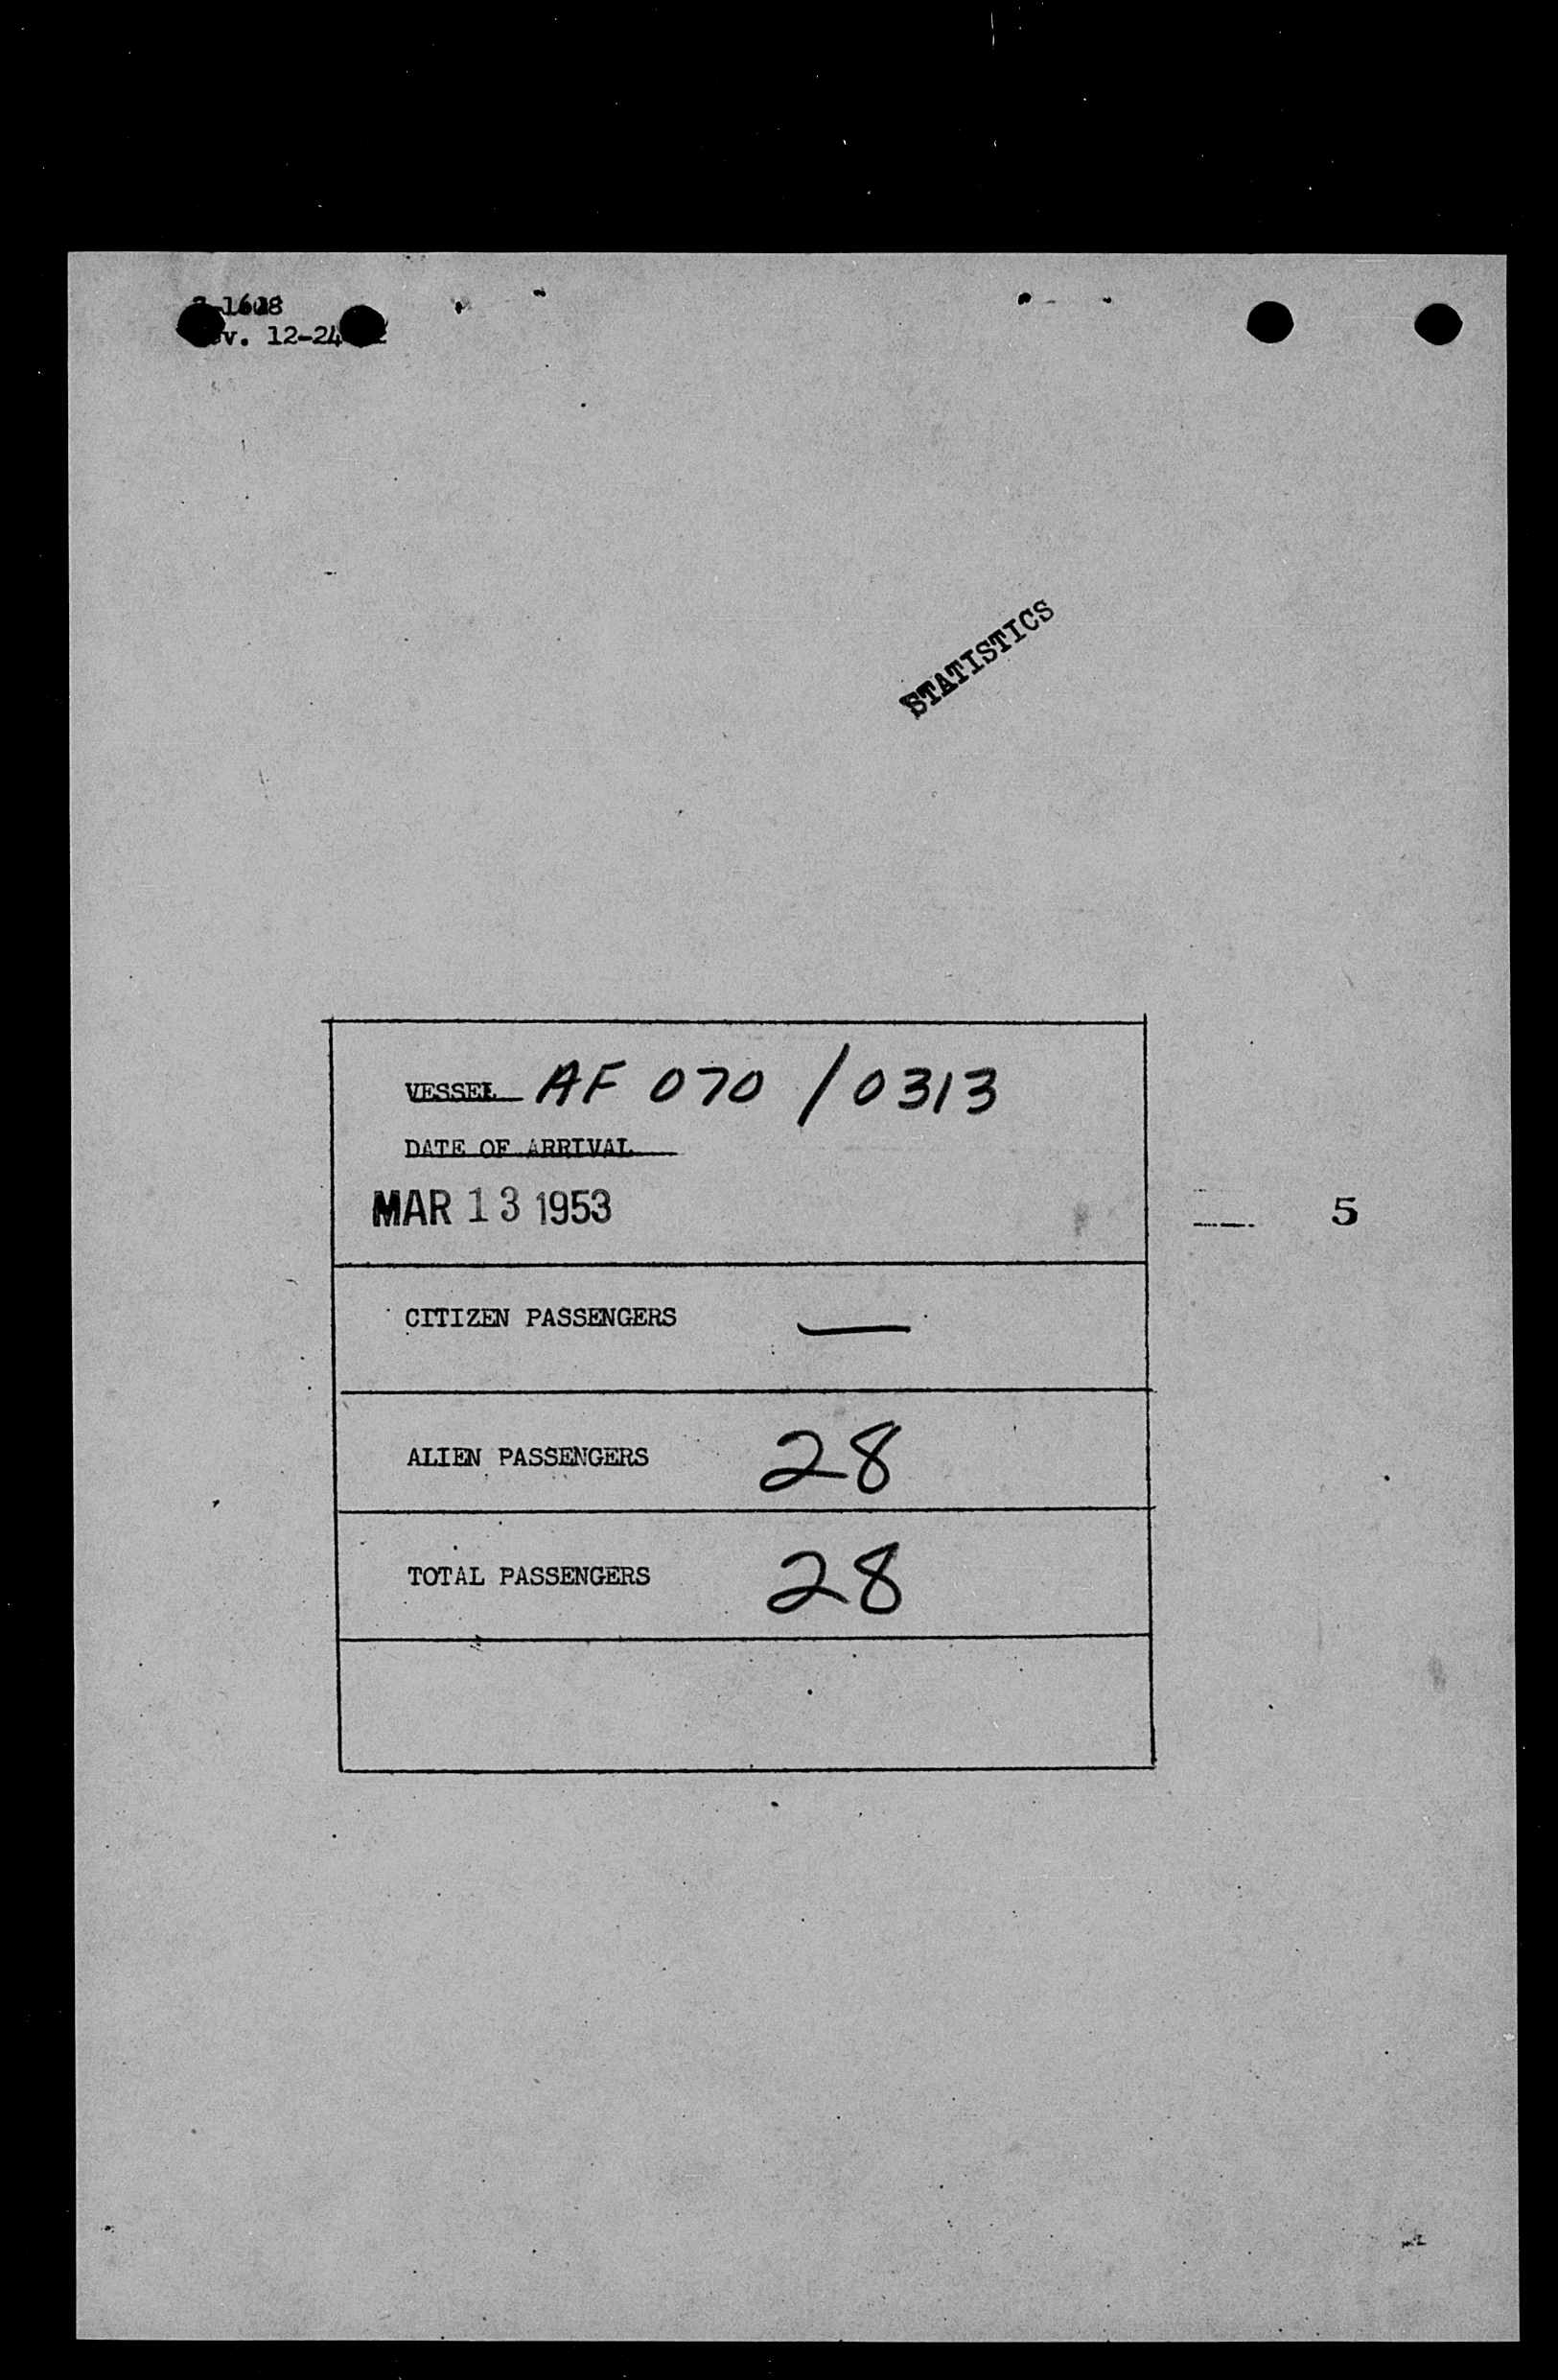 v. 12-24
STATISTICS
VESSEL AF 070 / 0313
DATE OF ARRIVAL
MAR 13 1953
5
CITIZEN PASSENGERS —
ALIEN PASSENGERS 28
TOTAL PASSENGERS 28